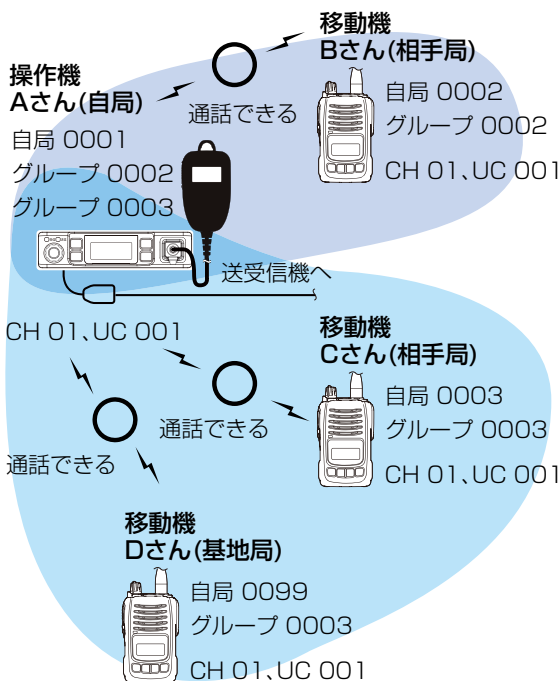 操作機
Aさん(自局)
自局 0001
グループ 0002
グループ 0003
通話できる
移動機
Bさん(相手局)
自局 0002
グループ 0002
CH 01、UC 001
送受信機へ
CH 01、UC 001
通話できる
移動機
Cさん(相手局)
自局 0003
グループ 0003
CH 01、UC 001
通話できる
移動機
Dさん(基地局)
自局 0099
グループ 0003
CH 01、UC 001